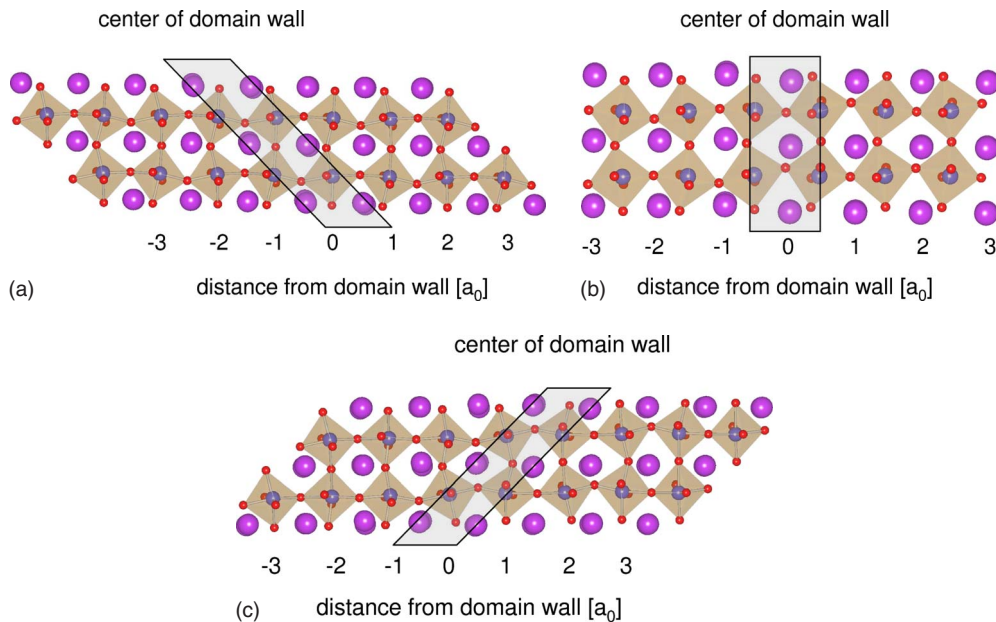 center of domain wall
-3 -2 -1 0 1 2 3
(a) distance from domain wall [a0]
center of domain wall
-3 -2 -1 0 1 2 3
(b) distance from domain wall [a0]
center of domain wall
-3 -2 -1 0 1 2 3
(c) distance from domain wall [a0]